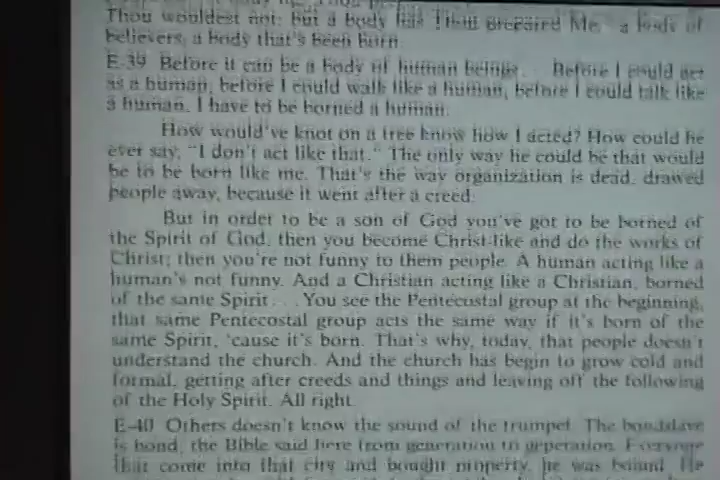 Thou wouldest not; But a body has Thou prepared Me, a body of
believers, a body that's been born.
E-39 Before it can be a body of human beings... Before I could act
as a human, before I could walk like a human, before I could talk like
a human, I have to be borned a human.
How would've knot on a tree know how I acted? How could he
ever say, "I don't act like that." The only way he could be that would
be to be born like me. That's the way organization is dead, drawed
people away, because it went after a creed.
But in order to be a son of God you've got to be borned of
the Spirit of God, then you become Christ-like and do the works of
Christ; then you're not funny to them people. A human acting like a
human's not funny. And a Christian acting like a Christian, borned
of the same Spirit... You see the Pentecostal group at the beginning,
that same Pentecostal group acts the same way if it's born of the
same Spirit, 'cause it's born. That's why, today, that people doesn't
understand the church. And the church has begin to grow cold and
formal, getting after creeds and things and leaving off the following
of the Holy Spirit. All right.
E-40 Others doesn't know the sound of the trumpet. The bondslave
is bond, the Bible said here from generation to generation. Everyone
that come into that city and bought property, he was bound. He